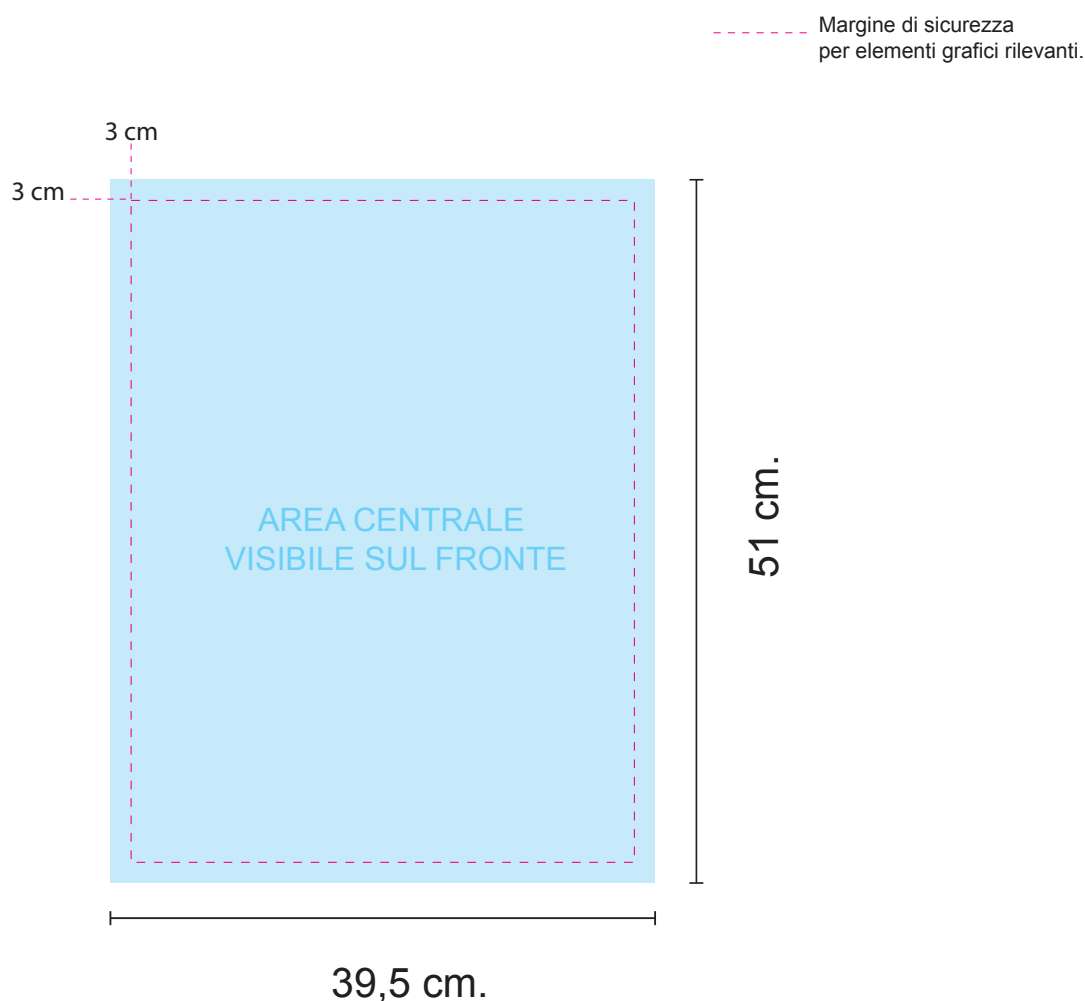 Margine di sicurezza
per elementi grafici rilevanti.
3 cm
3 cm
AREA CENTRALE
VISIBILE SUL FRONTE
51 cm.
39,5 cm.